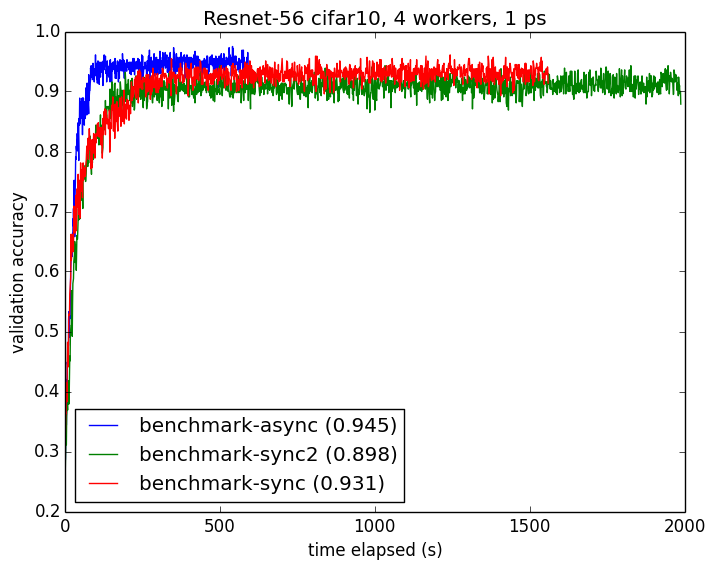 Resnet-56 cifar10, 4 workers, 1 ps
1.0
0.9
0.8
0.7
0.6
0.5
0.4
0.3
0.2
validation accuracy
benchmark-async (0.945)
benchmark-sync2 (0.898)
benchmark-sync (0.931)
0 500 1000 1500 2000
time elapsed (s)